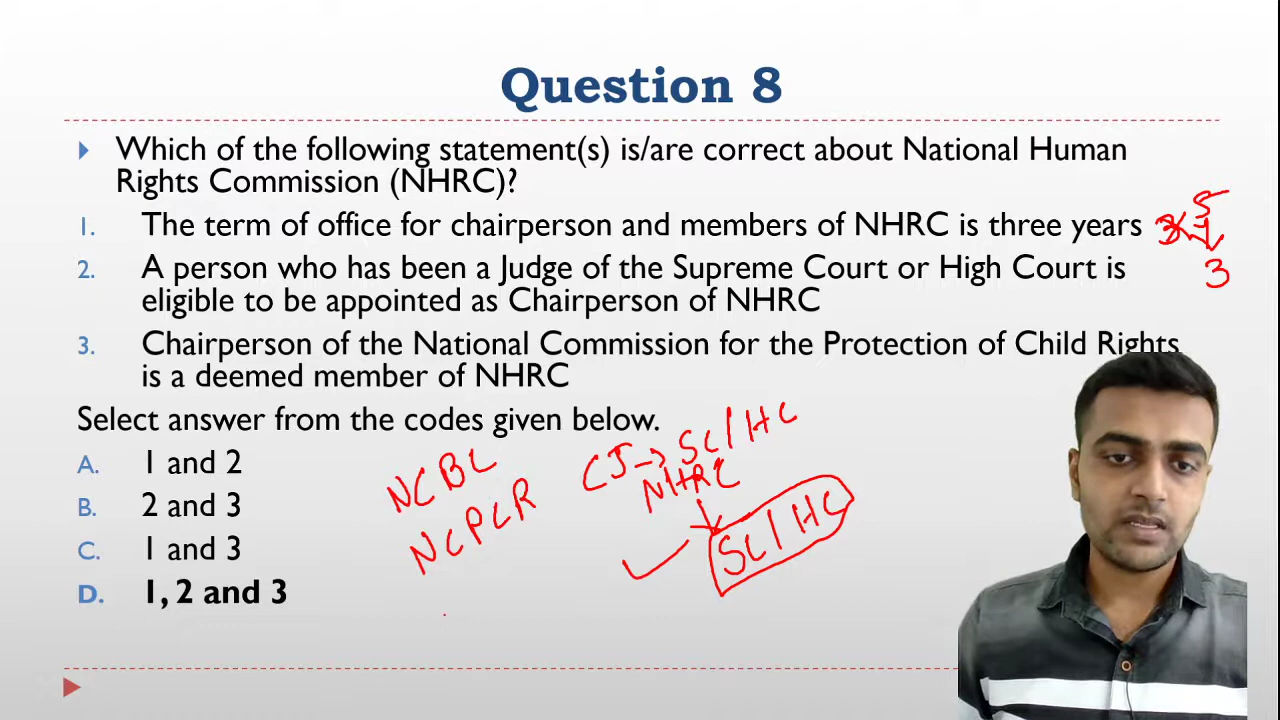 Question 8
Which of the following statement(s) is/are correct about National Human
Rights Commission (NHRC)?
1. The term of office for chairperson and members of NHRC is three years
5
3
3
2. A person who has been a Judge of the Supreme Court or High Court is
eligible to be appointed as Chairperson of NHRC
3. Chairperson of the National Commission for the Protection of Child Rights
is a deemed member of NHRC
Select answer from the codes given below.
A. 1 and 2
B. 2 and 3
C. 1 and 3
D. 1, 2 and 3
NCBC
NCPCR
CJ → SC/HC
NHRC
SC/HC